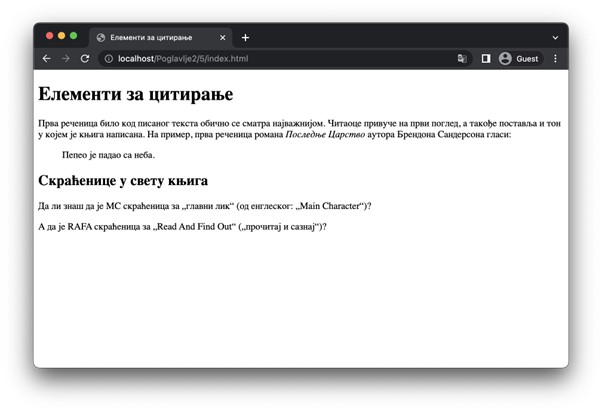 Елементи за цитирање
localhost/Poglavlje2/5/index.html
Guest
Елементи за цитирање
Прва реченица било код писаног текста обично се сматра најважнијом. Читаоце привуче на први поглед, а такође поставља и тон
у којем је књига написана. На пример, прва реченица романа Последње Царство аутора Брендона Сандерсона гласи:
Пепео је падао са неба.
Скраћенице у свету књига
Да ли знаш да је MC скраћеница за „главни лик“ (од енглеског: „Main Character“)?
А да је RAFA скраћеница за „Read And Find Out“ („прочитај и сазнај“)?